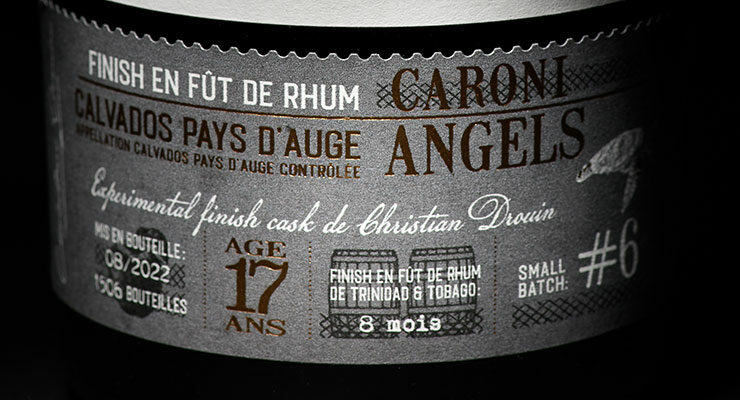 FINISH EN FÛT DE RHUM
CALVADOS PAYS D'AUGE
APPELLATION CALVADOS PAYS D'AUGE CONTRÔLÉE
CARONI
ANGELS
Experimental finish cask de Christian Drouin
MIS EN BOUTEILLE:
08/2022
1506 BOUTEILLES
AGE
17
ANS
FINISH EN FÛT DE RHUM
DE TRINIDAD & TOBAGO:
8 mois
SMALL
BATCH:
#6